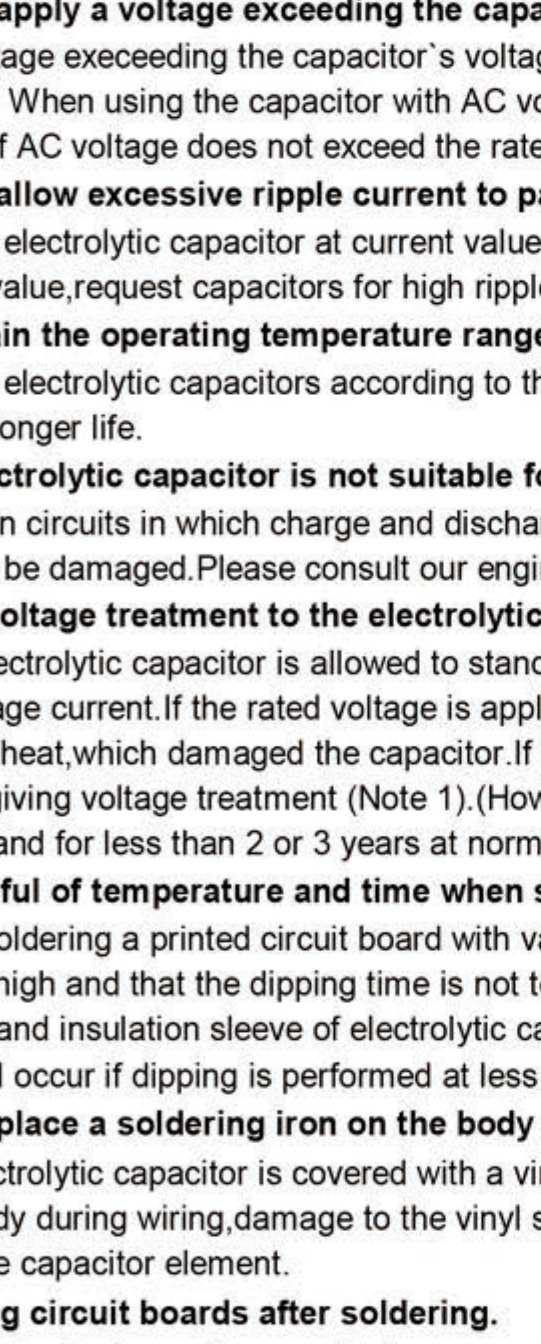 apply a voltage exceeding the capa
tage execeeding the capacitor`s voltag
. When using the capacitor with AC vo
f AC voltage does not exceed the rate
allow excessive ripple current to pa
electrolytic capacitor at current value
value,request capacitors for high ripple
in the operating temperature range
electrolytic capacitors according to th
onger life.
ctrolytic capacitor is not suitable fo
n circuits in which charge and dischar
be damaged.Please consult our engin
oltage treatment to the electrolytic
ectrolytic capacitor is allowed to stand
age current.If the rated voltage is appl
heat,which damaged the capacitor.If
giving voltage treatment (Note 1).(How
and for less than 2 or 3 years at norm
ful of temperature and time when s
oldering a printed circuit board with va
high and that the dipping time is not t
and insulation sleeve of electrolytic ca
l occur if dipping is performed at less
place a soldering iron on the body
ctrolytic capacitor is covered with a vin
dy during wiring,damage to the vinyl s
e capacitor element.
g circuit boards after soldering.